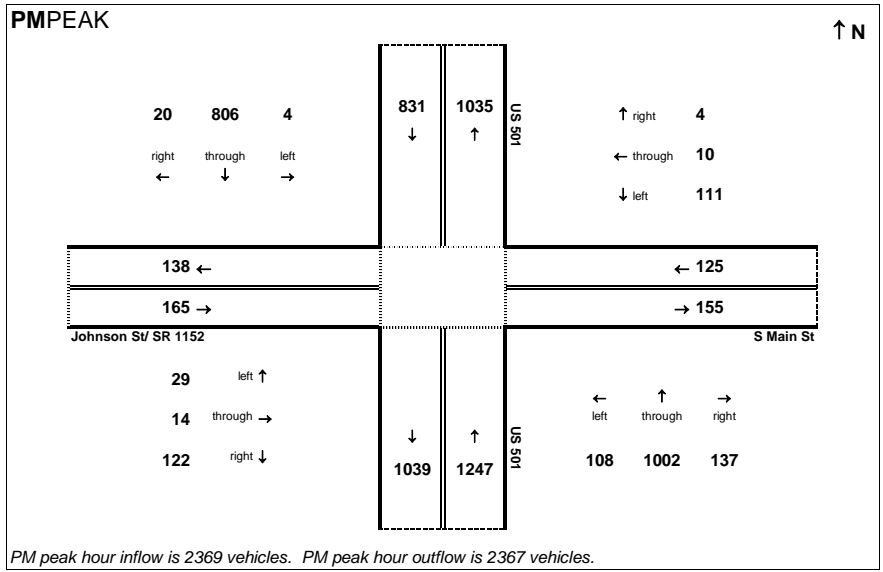 PMPEAK
↑ N
20 806 4
right through left
← ↓ →
831 1035
↓ ↑
US 501
↑ right 4
← through 10
↓ left 111
138 ←
← 125
165 →
→ 155
Johnson St/ SR 1152
S Main St
29 left ↑
14 through →
122 right ↓
↓ ↑
1039 1247
US 501
← ↑ →
left through right
108 1002 137
PM peak hour inflow is 2369 vehicles. PM peak hour outflow is 2367 vehicles.